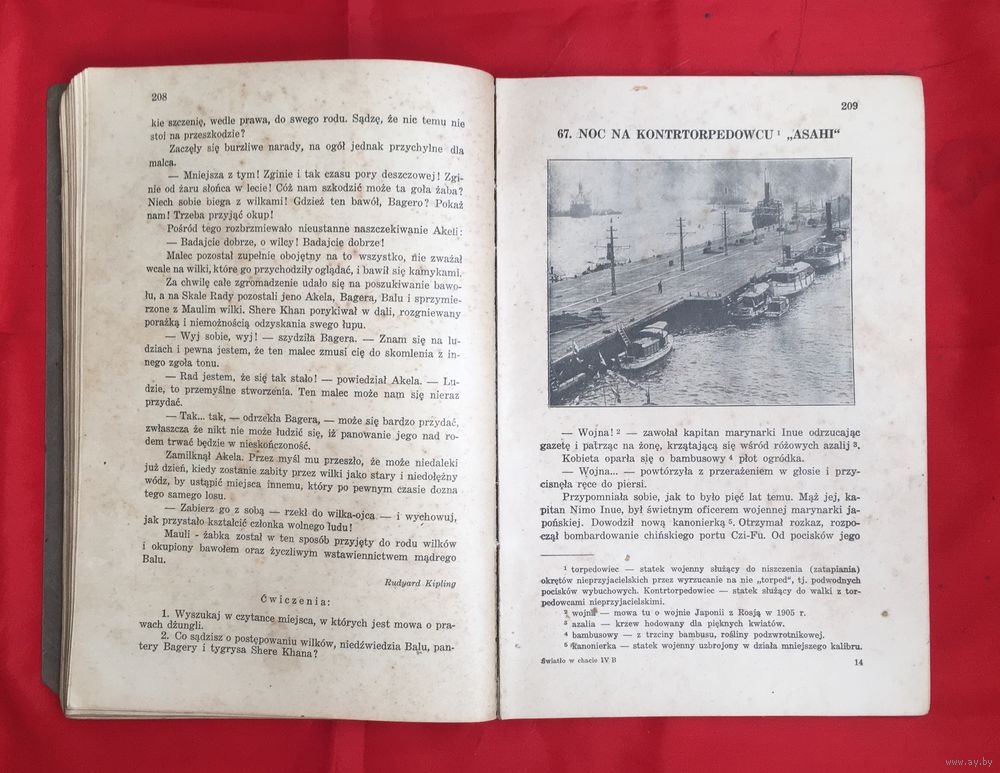 208
kie szczenię, wedle prawa, do swego rodu. Sądzę, że nic temu nie
stoi na przeszkodzie?
Zaczęły się burzliwe narady, na ogół jednak przychylne dla
malca.
— Mniejsza z tym! Zginie i tak czasu pory deszczowej! Zgi-
nie od żaru słońca w lecie! Cóż nam szkodzić może ta goła żaba?
Niech sobie biega z wilkami! Gdzież ten bawół, Bagero? Pokaż
nam! Trzeba przyjąć okup!
Pośród tego rozbrzmiewało nieustanne naszczekiwanie Akeli:
— Badajcie dobrze, o wilcy! Badajcie dobrze!
Malec pozostał zupełnie obojętny na to wszystko, nie zważał
wcale na wilki, które go przychodziły oglądać, i bawił się kamykami.
Za chwilę całe zgromadzenie udało się na poszukiwanie bawo-
łu, a na Skale Rady pozostali jeno Akela, Bagera, Balu i sprzymie-
rzone z Maulim wilki. Shere Khan porykiwał w dali, rozgniewany
porażką i niemożnością odzyskania swego łupu.
— Wyj sobie, wyj! — szydziła Bagera. — Znam się na lu-
dziach i pewna jestem, że ten malec zmusi cię do skomlenia z in-
nego zgoła tonu.
— Rad jestem, że się tak stało! — powiedział Akela. — Lu-
dzie, to przemyślne stworzenia. Ten malec może nam się nieraz
przydać.
— Tak... tak, — odrzekła Bagera, — może się bardzo przydać,
zwłaszcza że nikt nie może łudzić się, iż panowanie jego nad ro-
dem trwać będzie w nieskończoność.
Zamilknął Akela. Przez myśl mu przeszło, że może niedaleki
już dzień, kiedy zostanie zabity przez wilki jako stary i niedołężny
wódz, by ustąpić miejsca innemu, który po pewnym czasie dozna
tego samego losu.
— Zabierz go z sobą — rzekł do wilka-ojca — i wychowuj,
jak przystało kształcić członka wolnego ludu!
Mauli - żabka został w ten sposób przyjęty do rodu wilków
i okupiony bawołem oraz życzliwym wstawiennictwem mądrego
Balu.
Rudyard Kipling
Ćwiczenia:
1. Wyszukaj w czytance miejsca, w których jest mowa o pra-
wach dżungli.
2. Co sądzisz o postępowaniu wilków, niedźwiedzia Balu, pan-
tery Bagery i tygrysa Shere Khana?
209
67. NOC NA KONTRTORPEDOWCU ¹ „ASAHI“
— Wojna! ² — zawołał kapitan marynarki Inue odrzucając
gazetę i patrząc na żonę, krzątającą się wśród różowych azalij ³.
Kobieta oparła się o bambusowy ⁴ płot ogródka.
— Wojna... — powtórzyła z przerażeniem w głosie i przy-
cisnęła ręce do piersi.
Przypomniała sobie, jak to było pięć lat temu. Mąż jej, ka-
pitan Nimo Inue, był świetnym oficerem wojennej marynarki ja-
pońskiej. Dowodził nową kanonierką ⁵. Otrzymał rozkaz, rozpo-
czął bombardowanie chińskiego portu Czi-Fu. Od pocisków jego
¹ torpedowiec — statek wojenny służący do niszczenia (zatapiania)
okrętów nieprzyjacielskich przez wyrzucanie na nie „torped“, tj. podwodnych
pocisków wybuchowych. Kontrtorpedowiec — statek służący do walki z tor-
pedowcami nieprzyjacielskimi.
² wojna — mowa tu o wojnie Japonii z Rosją w 1905 r.
³ azalia — krzew hodowany dla pięknych kwiatów.
⁴ bambusowy — z trzciny bambusu, rośliny podzwrotnikowej.
⁵ kanonierka — statek wojenny uzbrojony w działa mniejszego kalibru.
Światło w chacie IV B 14
www.ay.by